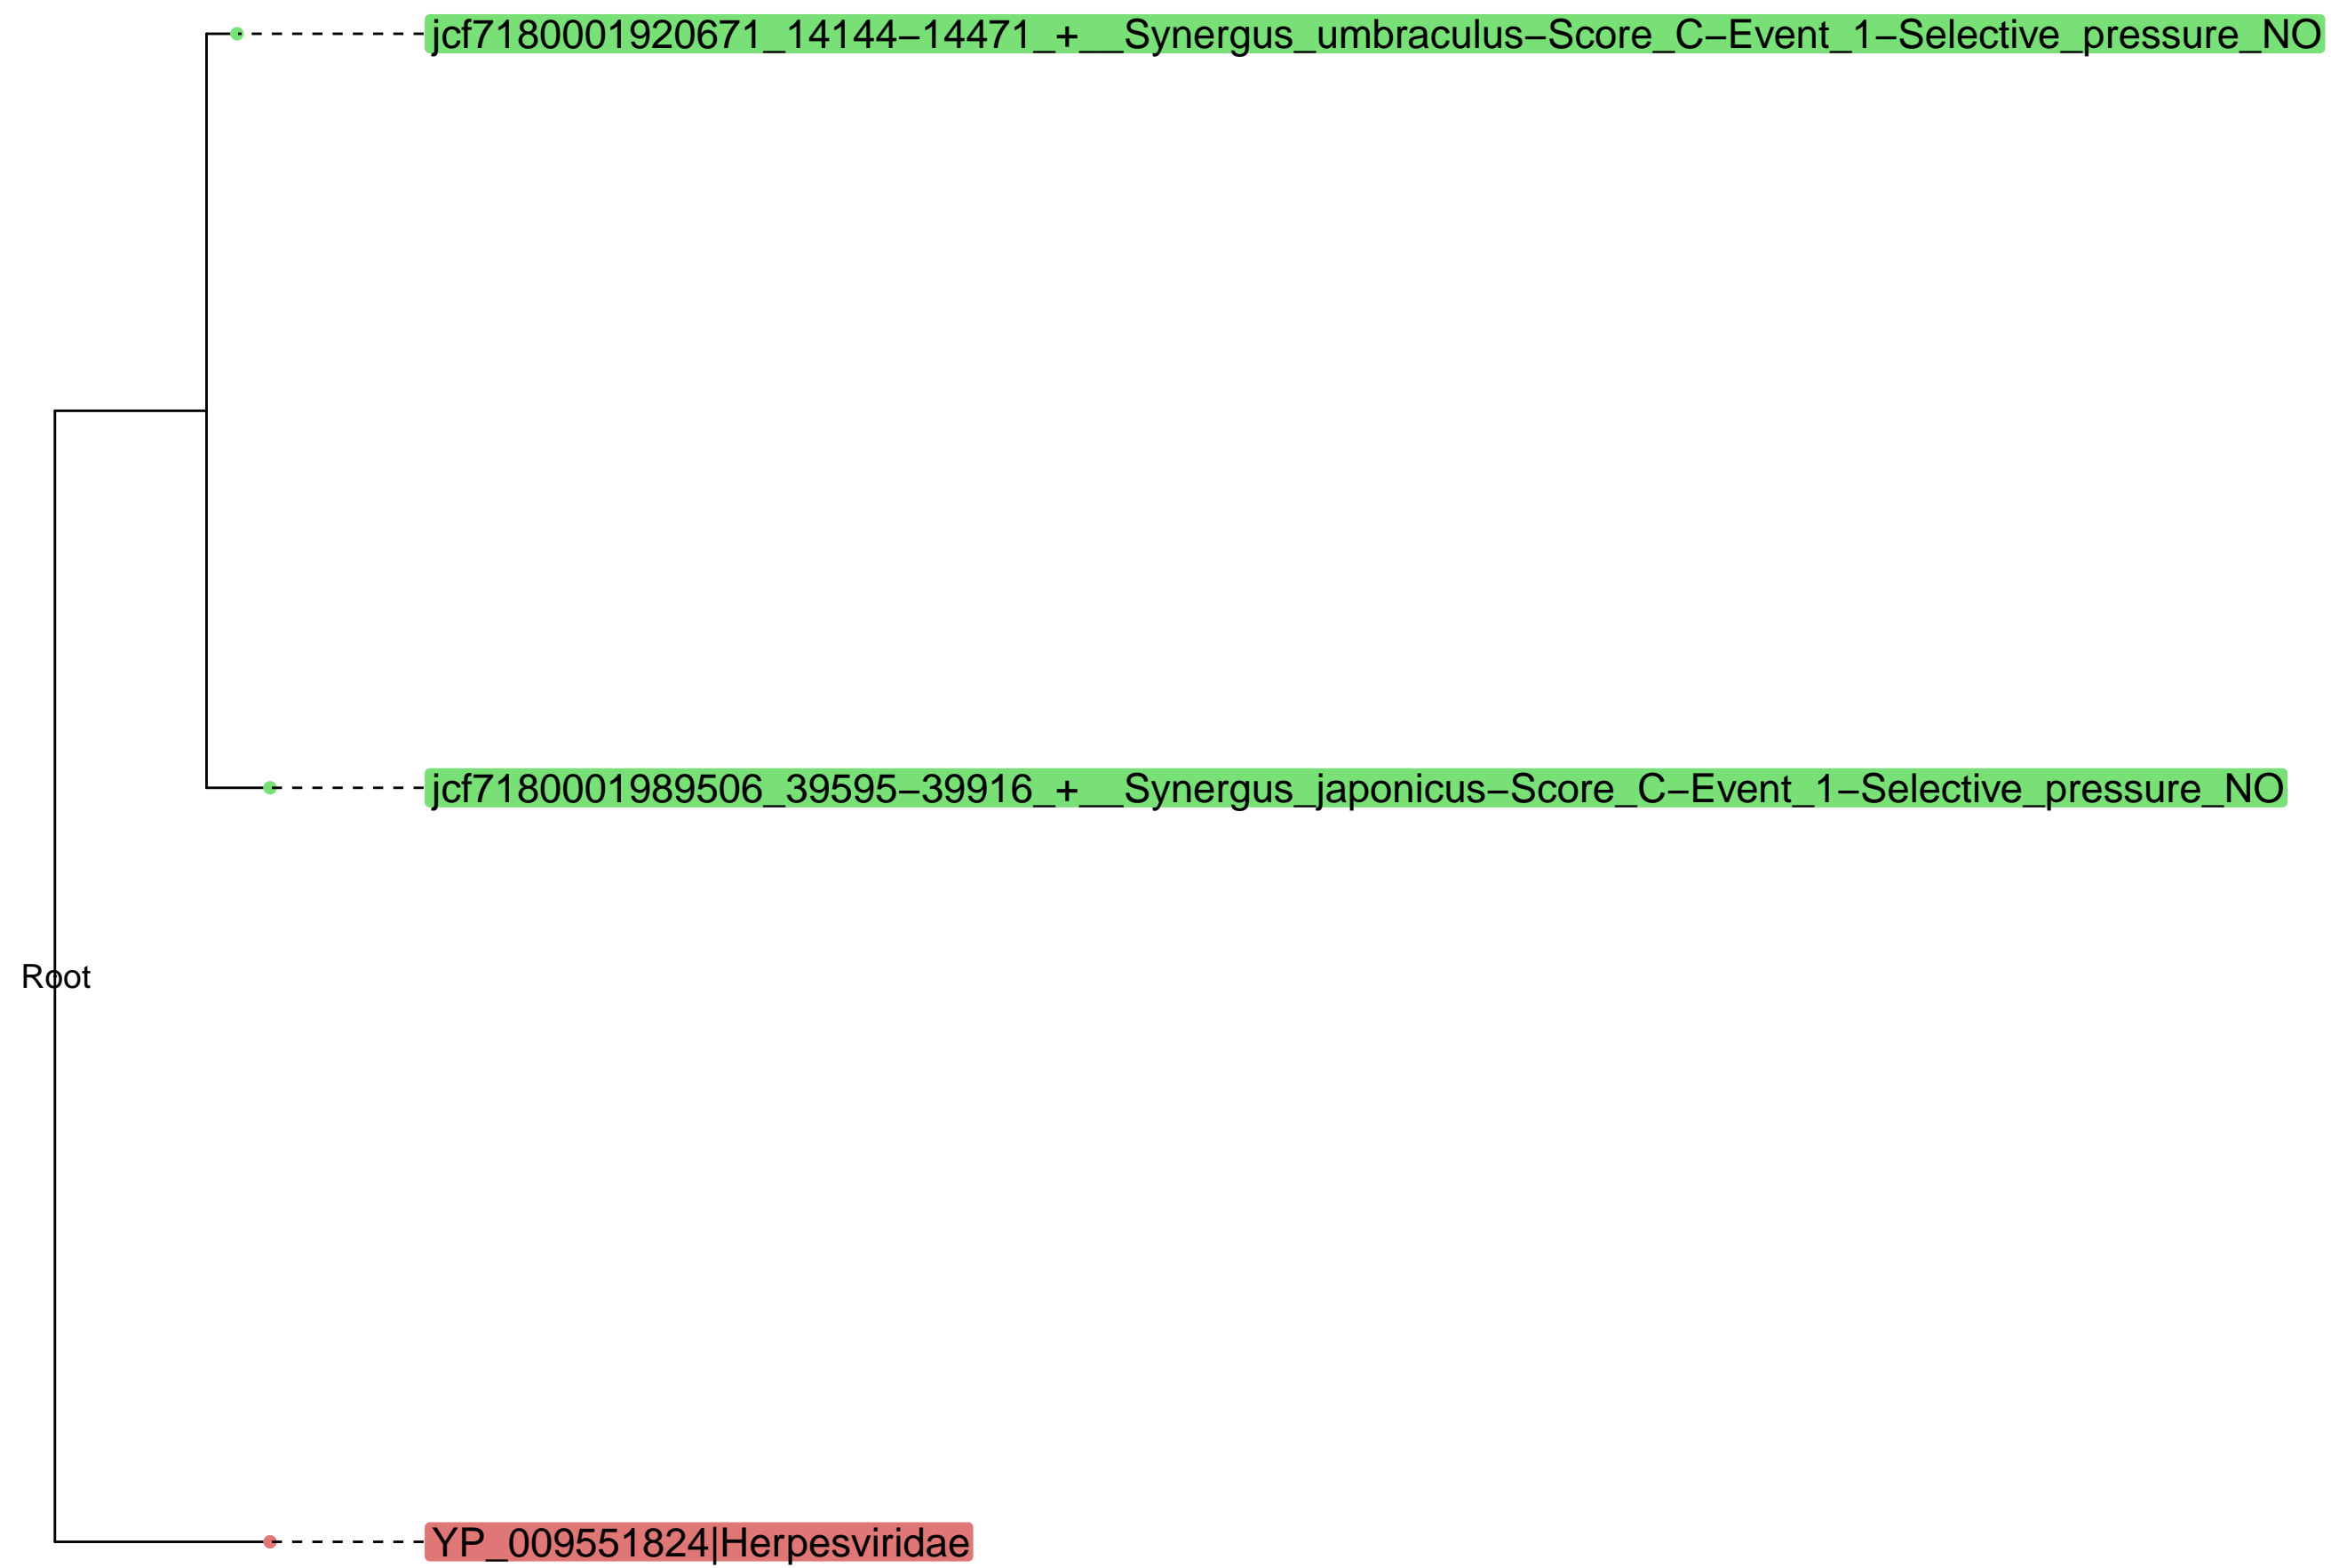 jcf7180001920671_14144−14471_+__Synergus_umbraculus−Score_C−Event_1−Selective_pressure_NO
jcf7180001989506_39595−39916_+__Synergus_japonicus−Score_C−Event_1−Selective_pressure_NO
Root
YP_009551824|Herpesviridae